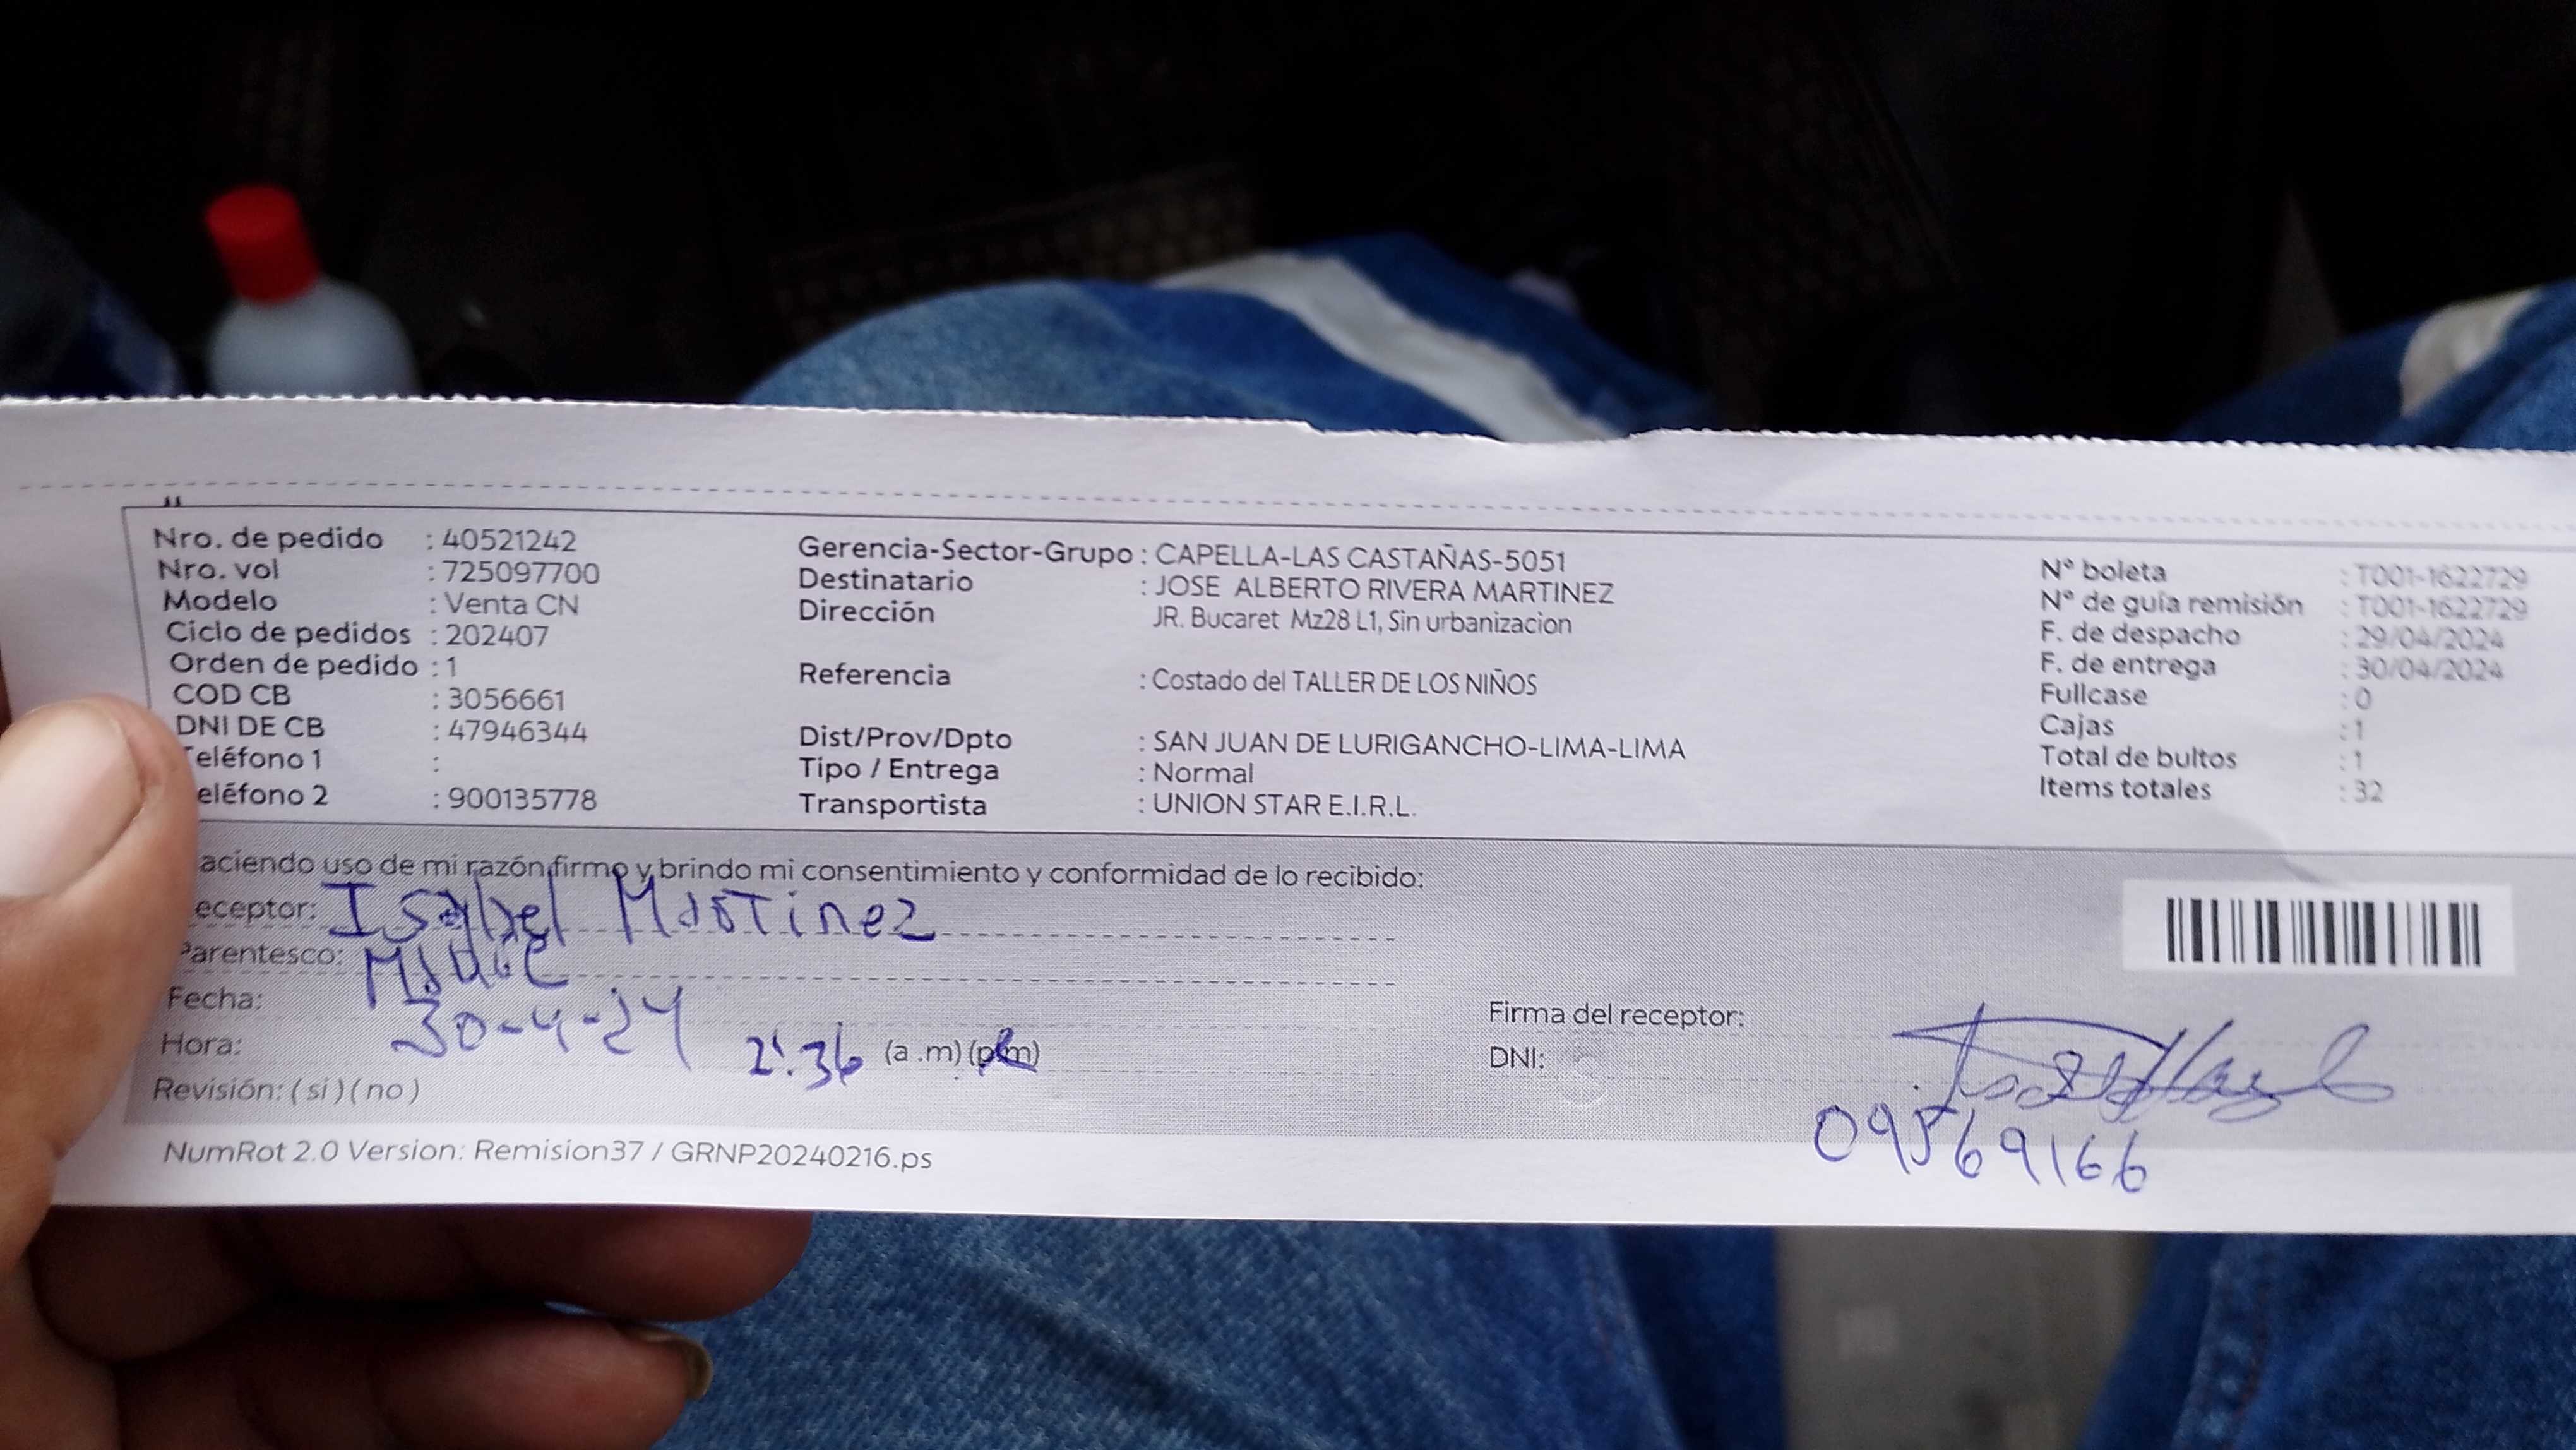 Nro. de pedido : 40521242
Nro. vol : 725097700
Modelo : Venta CN
Ciclo de pedidos : 202407
Orden de pedido : 1
COD CB : 3056661
DNI DE CB : 47946344
Teléfono 1 :
eléfono 2 : 900135778
Gerencia-Sector-Grupo : CAPELLA-LAS CASTAÑAS-5051
Destinatario : JOSE ALBERTO RIVERA MARTINEZ
Dirección JR. Bucaret Mz28 L1, Sin urbanizacion
Referencia : Costado del TALLER DE LOS NIÑOS
Dist/Prov/Dpto : SAN JUAN DE LURIGANCHO-LIMA-LIMA
Tipo / Entrega : Normal
Transportista : UNION STAR E.I.R.L.
N° boleta : T001-1622729
N° de guía remisión : T001-1622729
F. de despacho : 29/04/2024
F. de entrega : 30/04/2024
Fullcase : 0
Cajas : 1
Total de bultos : 1
Items totales : 32
aciendo uso de mi razón firmo y brindo mi consentimiento y conformidad de lo recibido:
eceptor: Isabel Martinez
Parentesco: Madre
Fecha: 30-4-24
Hora: 2:36 (a .m) (p.m)
Revisión: ( si ) ( no )
Firma del receptor:
DNI: 09569166
NumRot 2.0 Version: Remision37 / GRNP20240216.ps